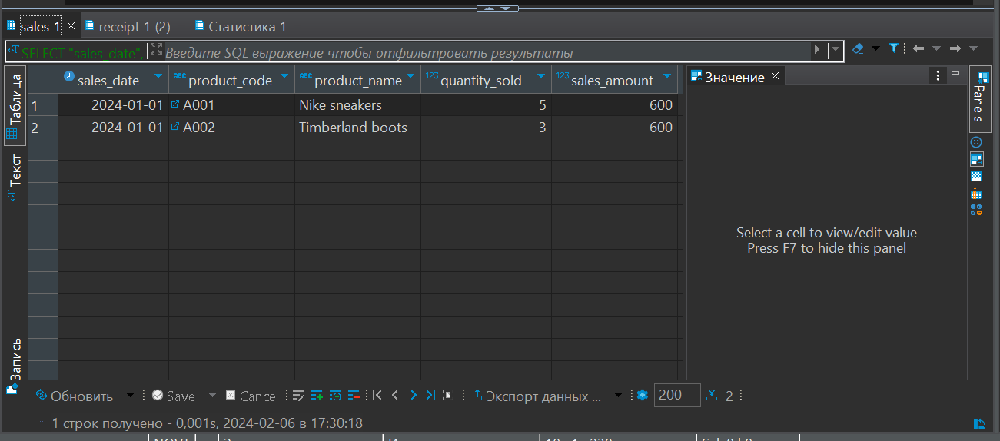 sales 1 receipt 1 (2) Статистика 1
SELECT "sales_date", Введите SQL выражение чтобы отфильтровать результаты
Таблица
Текст
Запись
sales_date product_code product_name quantity_sold sales_amount
1 2024-01-01 A001 Nike sneakers 5 600
2 2024-01-01 A002 Timberland boots 3 600
Значение
Select a cell to view/edit value
Press F7 to hide this panel
Panels
Обновить Save Cancel Экспорт данных ... 200 2
1 строк получено - 0,001s, 2024-02-06 в 17:30:18